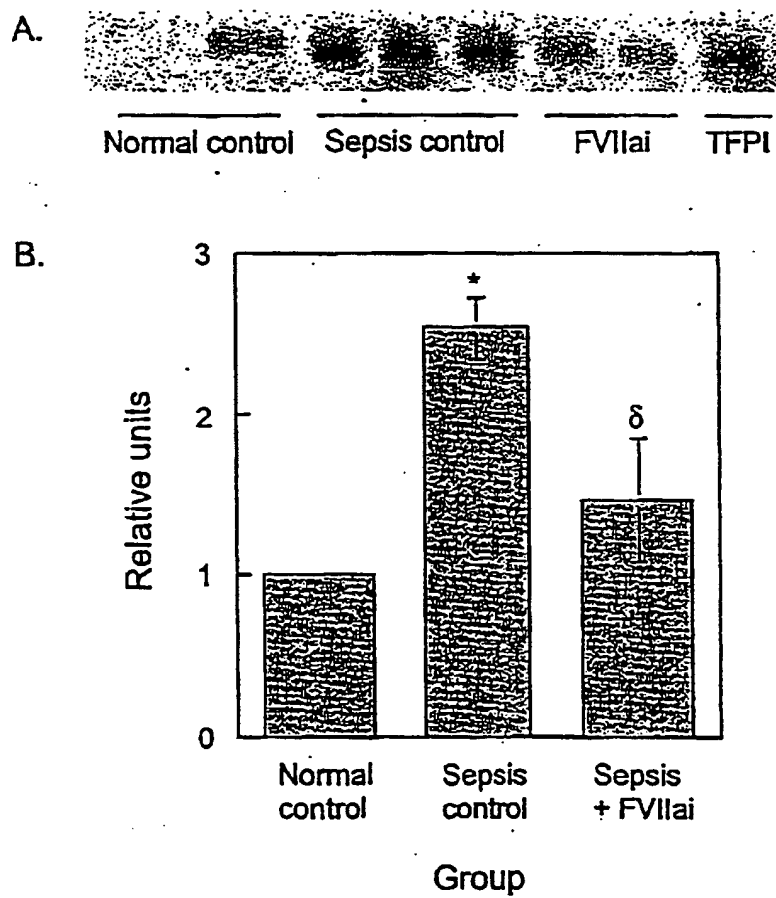 A.
Normal control Sepsis control FVIIai TFPI
B.
3
*
δ
2
Relative units
1
0
Normal control
Sepsis control
Sepsis + FVIIai
Group